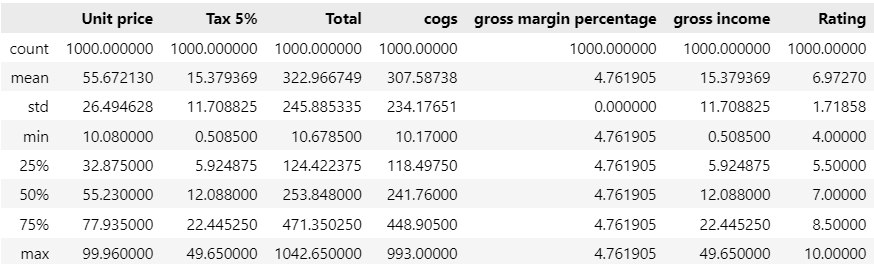 Unit price Tax 5% Total cogs gross margin percentage gross income Rating
count 1000.000000 1000.000000 1000.000000 1000.00000 1000.000000 1000.000000 1000.00000
mean 55.672130 15.379369 322.966749 307.58738 4.761905 15.379369 6.97270
std 26.494628 11.708825 245.885335 234.17651 0.000000 11.708825 1.71858
min 10.080000 0.508500 10.678500 10.17000 4.761905 0.508500 4.00000
25% 32.875000 5.924875 124.422375 118.49750 4.761905 5.924875 5.50000
50% 55.230000 12.088000 253.848000 241.76000 4.761905 12.088000 7.00000
75% 77.935000 22.445250 471.350250 448.90500 4.761905 22.445250 8.50000
max 99.960000 49.650000 1042.650000 993.00000 4.761905 49.650000 10.00000